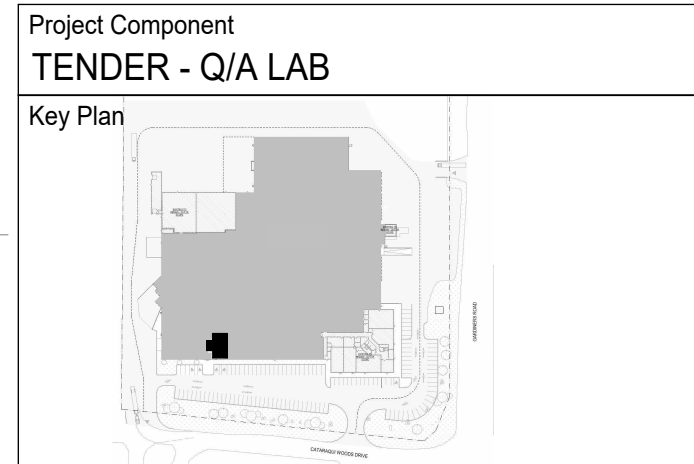 Project Component
TENDER - Q/A LAB
Key Plan
GARDINERS ROAD
CATARAQUI WOODS DRIVE